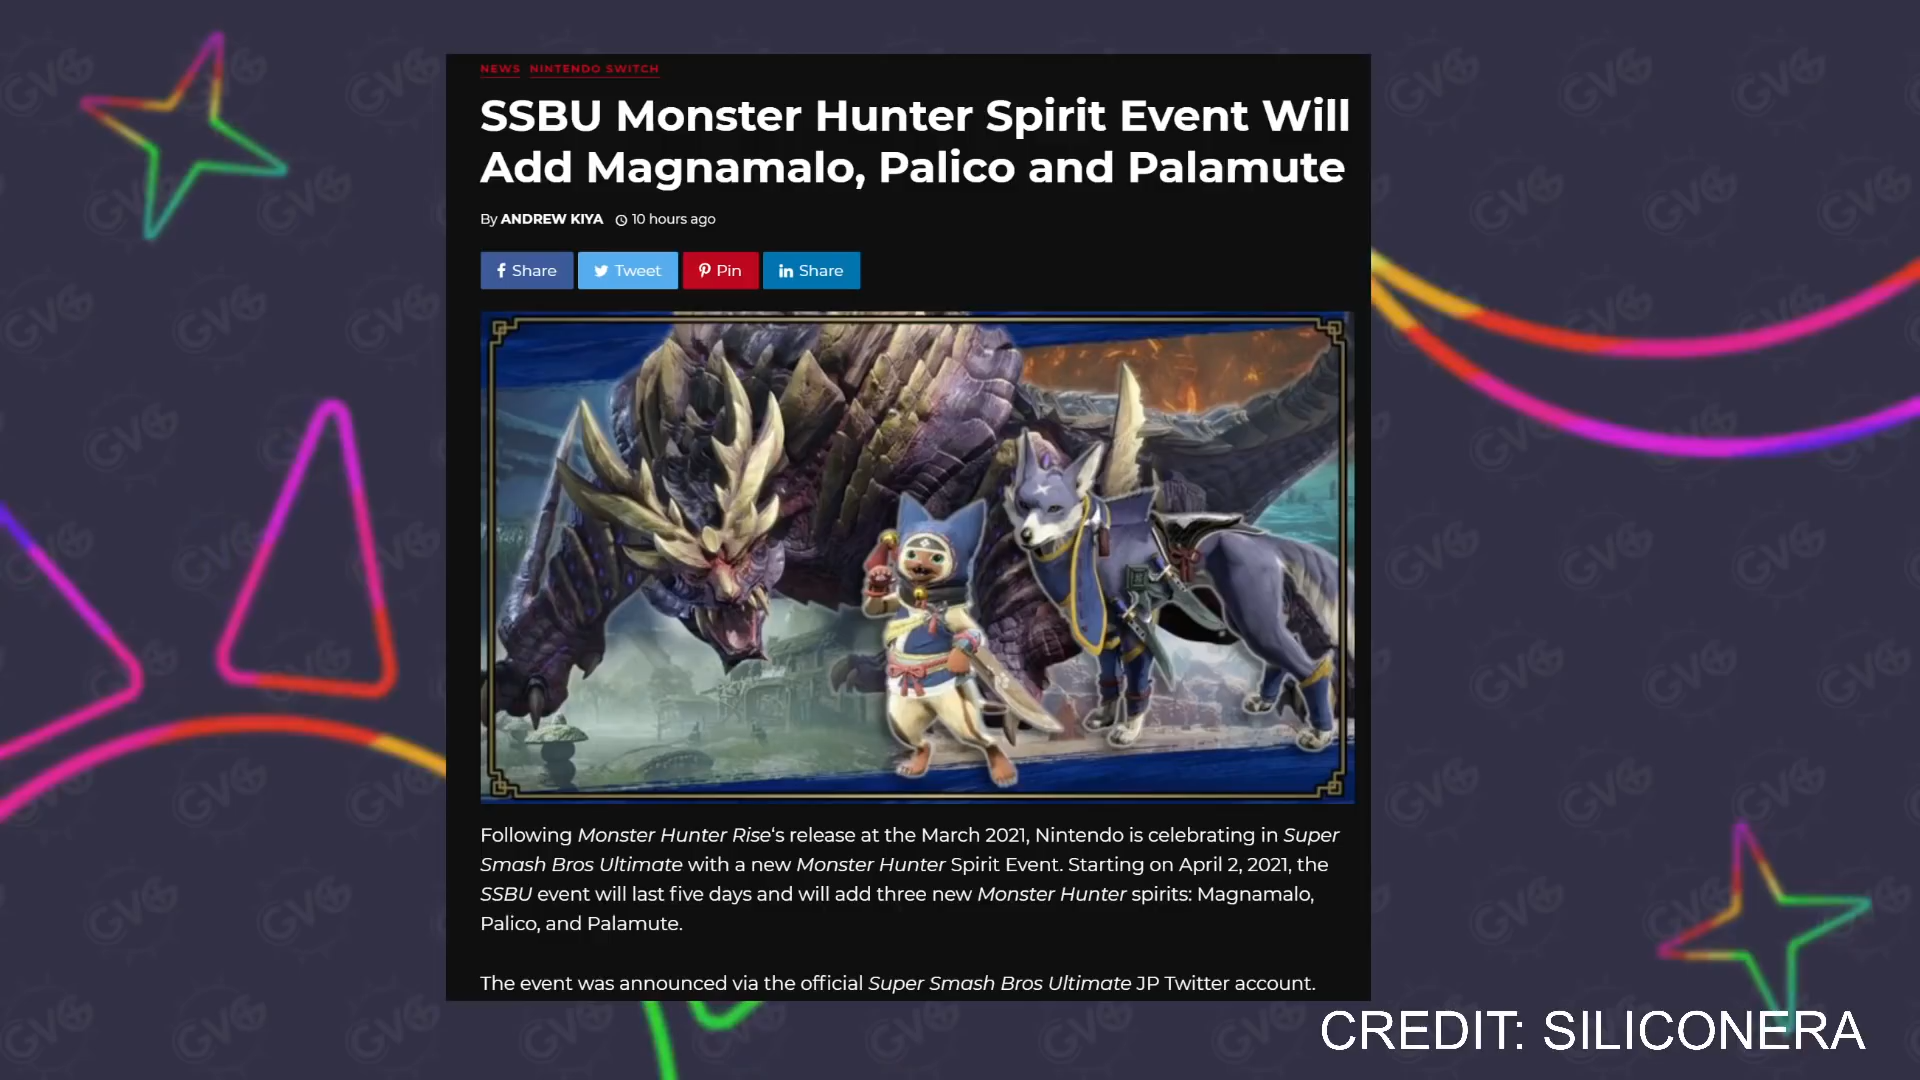 NEWS NINTENDO SWITCH
SSBU Monster Hunter Spirit Event Will
Add Magnamalo, Palico and Palamute
By ANDREW KIYA 10 hours ago
Share Tweet Pin Share
Following Monster Hunter Rise‘s release at the March 2021, Nintendo is celebrating in Super
Smash Bros Ultimate with a new Monster Hunter Spirit Event. Starting on April 2, 2021, the
SSBU event will last five days and will add three new Monster Hunter spirits: Magnamalo,
Palico, and Palamute.
The event was announced via the official Super Smash Bros Ultimate JP Twitter account.
CREDIT: SILICONERA